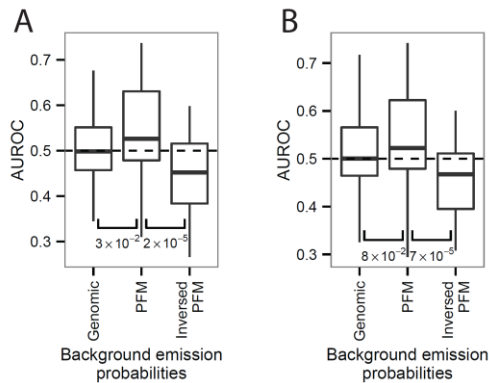 A
AUROC
0.7
0.6
0.5
0.4
0.3
3 × 10⁻² 2 × 10⁻⁵
Genomic
PFM
Inversed
PFM
Background emission
probabilities
B
AUROC
0.7
0.6
0.5
0.4
0.3
8 × 10⁻² 7 × 10⁻⁵
Genomic
PFM
Inversed
PFM
Background emission
probabilities